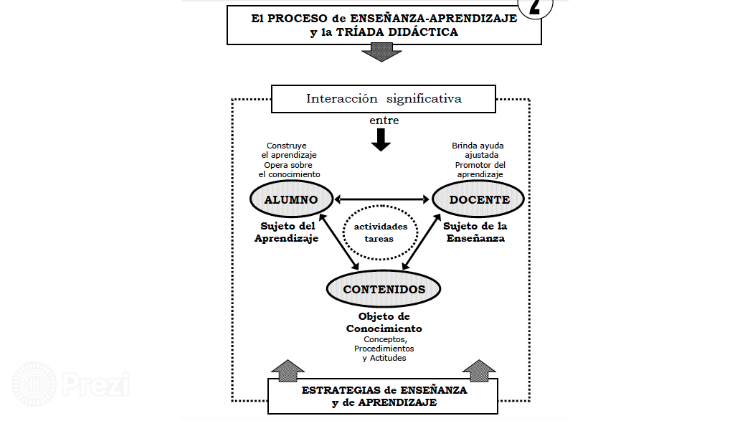 2
El PROCESO de ENSEÑANZA-APRENDIZAJE
y la TRÍADA DIDÁCTICA
Interacción significativa
entre
Construye
el aprendizaje
Opera sobre
el conocimiento
Brinda ayuda
ajustada
Promotor del
aprendizaje
ALUMNO
DOCENTE
Sujeto del
Aprendizaje
actividades
tareas
Sujeto de la
Enseñanza
CONTENIDOS
Objeto de
Conocimiento
Conceptos,
Procedimientos
y Actitudes
ESTRATEGIAS de ENSEÑANZA
y de APRENDIZAJE
Prezi